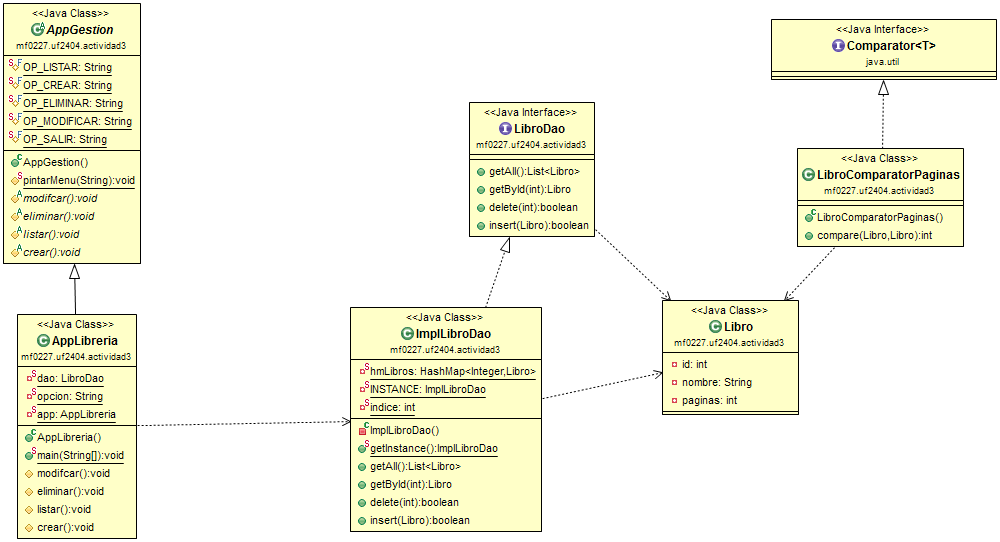 <<Java Class>>
AppGestion
mf0227.uf2404.actividad3
OP_LISTAR: String
OP_CREAR: String
OP_ELIMINAR: String
OP_MODIFICAR: String
OP_SALIR: String
AppGestion()
pintarMenu(String):void
modifcar():void
eliminar():void
listar():void
crear():void
<<Java Interface>>
Comparator<T>
java.util
<<Java Interface>>
LibroDao
mf0227.uf2404.actividad3
getAll():List<Libro>
getById(int):Libro
delete(int):boolean
insert(Libro):boolean
<<Java Class>>
LibroComparatorPaginas
mf0227.uf2404.actividad3
LibroComparatorPaginas()
compare(Libro,Libro):int
<<Java Class>>
AppLibreria
mf0227.uf2404.actividad3
dao: LibroDao
opcion: String
app: AppLibreria
AppLibreria()
main(String[]):void
modifcar():void
eliminar():void
listar():void
crear():void
<<Java Class>>
ImplLibroDao
mf0227.uf2404.actividad3
hmLibros: HashMap<Integer,Libro>
INSTANCE: ImplLibroDao
indice: int
ImplLibroDao()
getInstance():ImplLibroDao
getAll():List<Libro>
getById(int):Libro
delete(int):boolean
insert(Libro):boolean
<<Java Class>>
Libro
mf0227.uf2404.actividad3
id: int
nombre: String
paginas: int